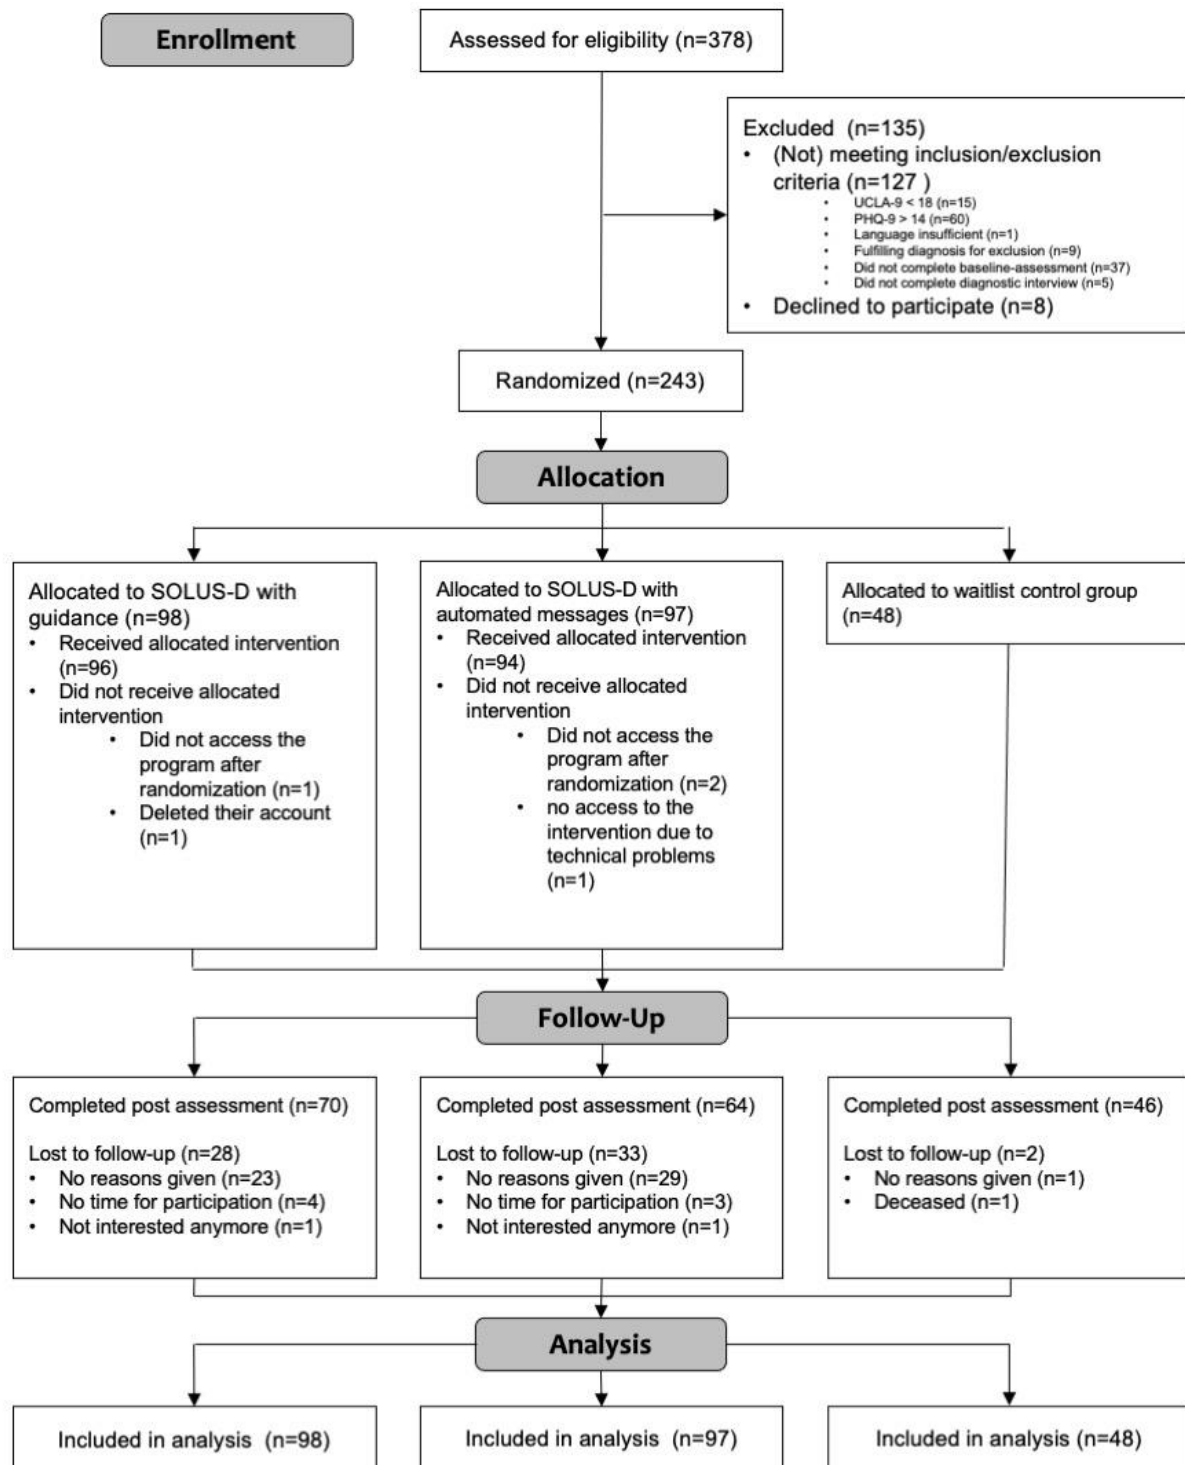 Enrollment
Assessed for eligibility (n=378)
Excluded (n=135)
• (Not) meeting inclusion/exclusion
criteria (n=127 )
• UCLA-9 < 18 (n=15)
• PHQ-9 > 14 (n=60)
• Language insufficient (n=1)
• Fulfilling diagnosis for exclusion (n=9)
• Did not complete baseline-assessment (n=37)
• Did not complete diagnostic interview (n=5)
• Declined to participate (n=8)
Randomized (n=243)
Allocation
Allocated to SOLUS-D with
guidance (n=98)
• Received allocated intervention
(n=96)
• Did not receive allocated
intervention
• Did not access the
program after
randomization (n=1)
• Deleted their account
(n=1)
Allocated to SOLUS-D with
automated messages (n=97)
• Received allocated intervention
(n=94)
• Did not receive allocated
intervention
• Did not access the
program after
randomization (n=2)
• no access to the
intervention due to
technical problems
(n=1)
Allocated to waitlist control group
(n=48)
Follow-Up
Completed post assessment (n=70)
Lost to follow-up (n=28)
• No reasons given (n=23)
• No time for participation (n=4)
• Not interested anymore (n=1)
Completed post assessment (n=64)
Lost to follow-up (n=33)
• No reasons given (n=29)
• No time for participation (n=3)
• Not interested anymore (n=1)
Completed post assessment (n=46)
Lost to follow-up (n=2)
• No reasons given (n=1)
• Deceased (n=1)
Analysis
Included in analysis (n=98)
Included in analysis (n=97)
Included in analysis (n=48)